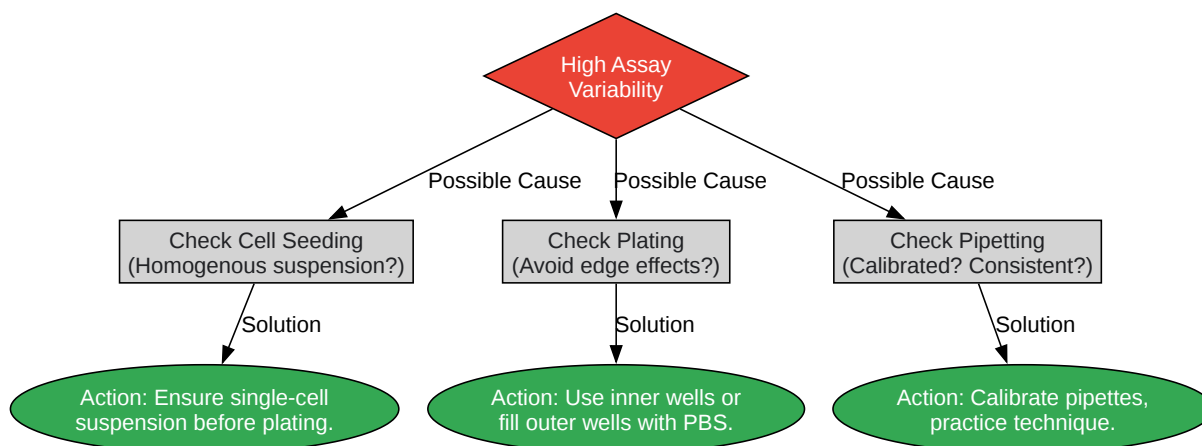 High Assay
Variability
Possible Cause
Possible Cause
Possible Cause
Check Cell Seeding
(Homogenous suspension?)
Check Plating
(Avoid edge effects?)
Check Pipetting
(Calibrated? Consistent?)
Solution
Solution
Solution
Action: Ensure single-cell
suspension before plating.
Action: Use inner wells or
fill outer wells with PBS.
Action: Calibrate pipettes,
practice technique.